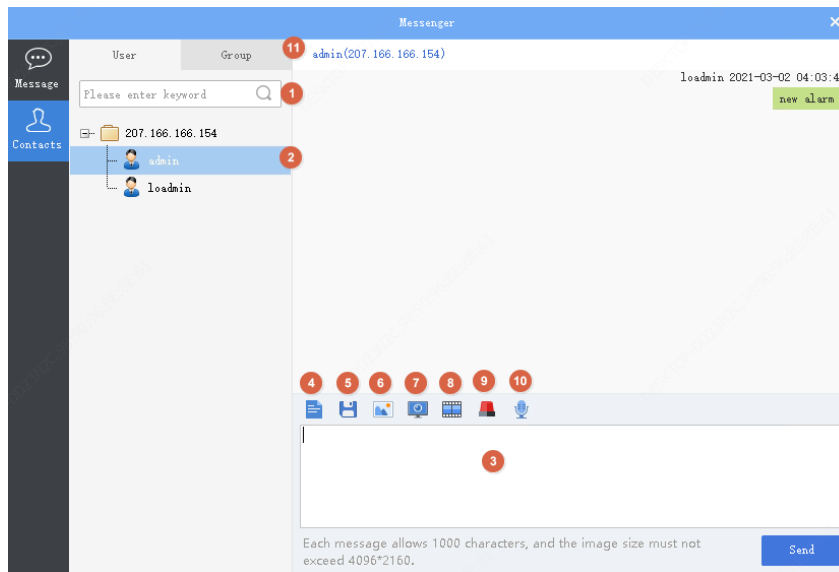 Messenger
Message
Contacts
User
Group
11
admin(207.166.166.154)
Please enter keyword
1
loadmin 2021-03-02 04:03:4
new alarm
207.166.166.154
admin
2
loadmin
4
5
6
7
8
9
10
3
Each message allows 1000 characters, and the image size must not
exceed 4096*2160.
Send